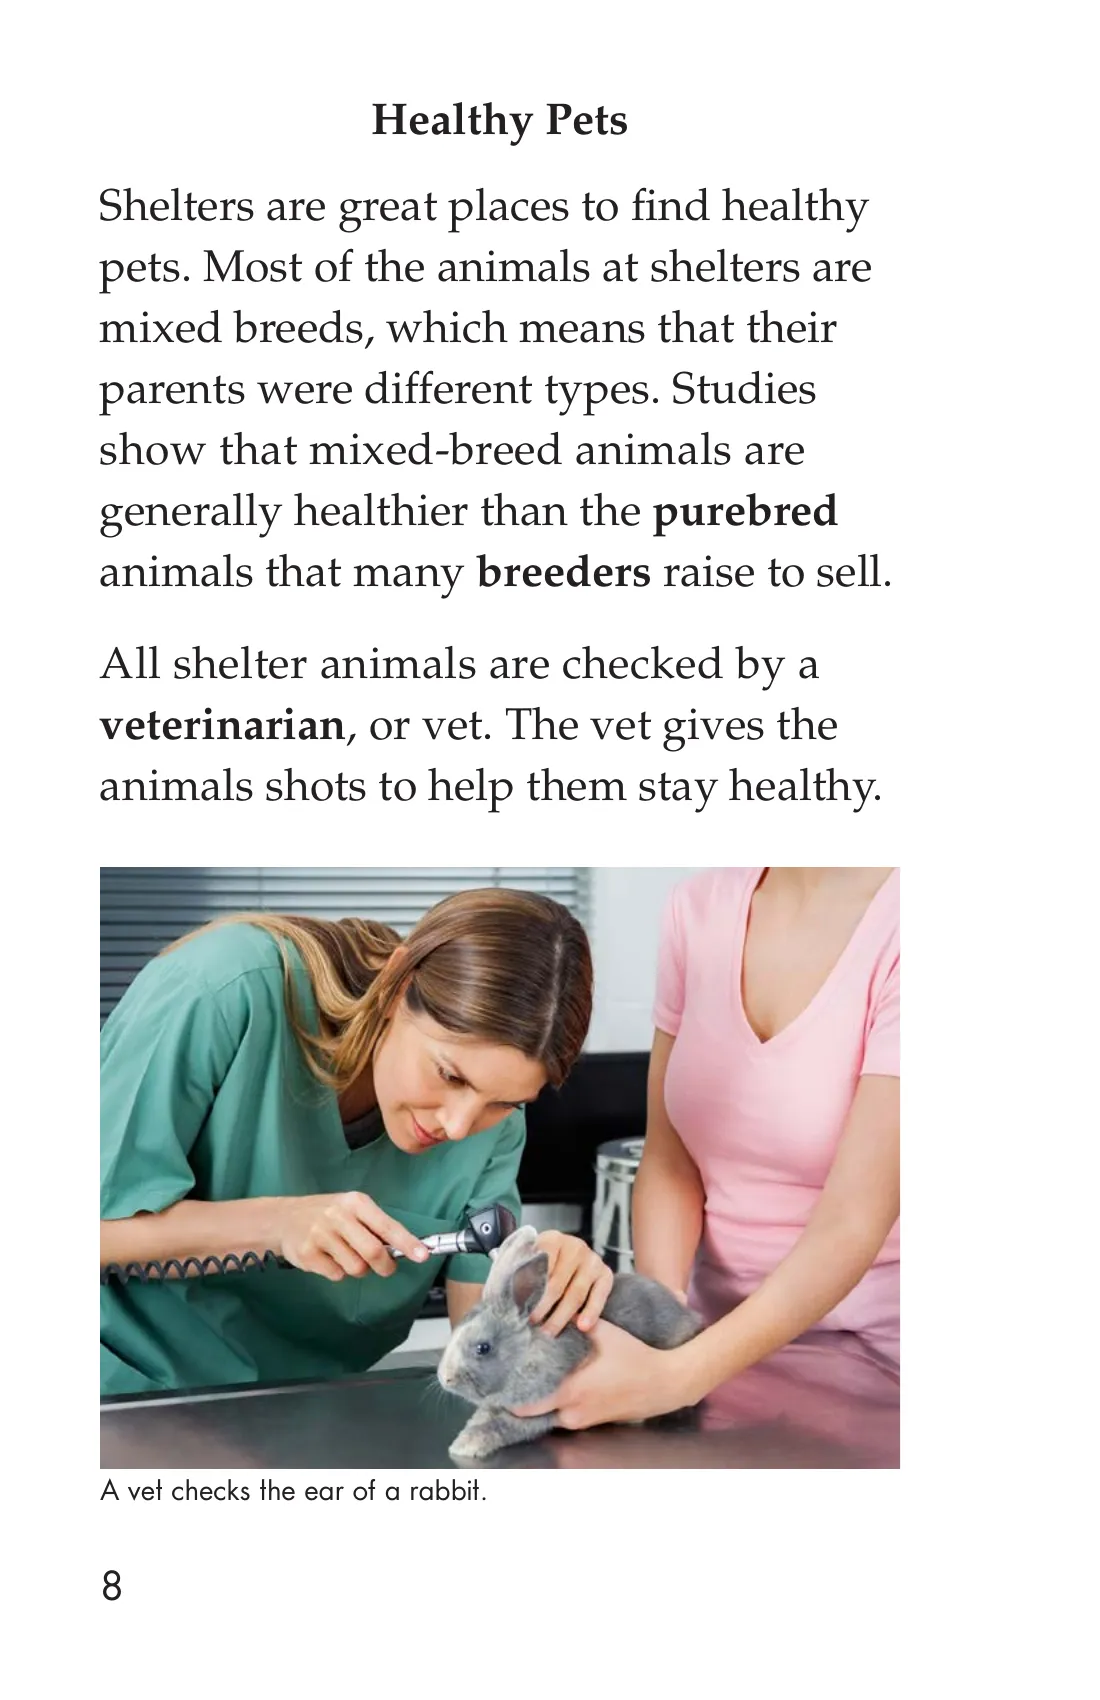 Healthy Pets
Shelters are great places to find healthy
pets. Most of the animals at shelters are
mixed breeds, which means that their
parents were different types. Studies
show that mixed-breed animals are
generally healthier than the purebred
animals that many breeders raise to sell.
All shelter animals are checked by a
veterinarian, or vet. The vet gives the
animals shots to help them stay healthy.
A vet checks the ear of a rabbit.
8